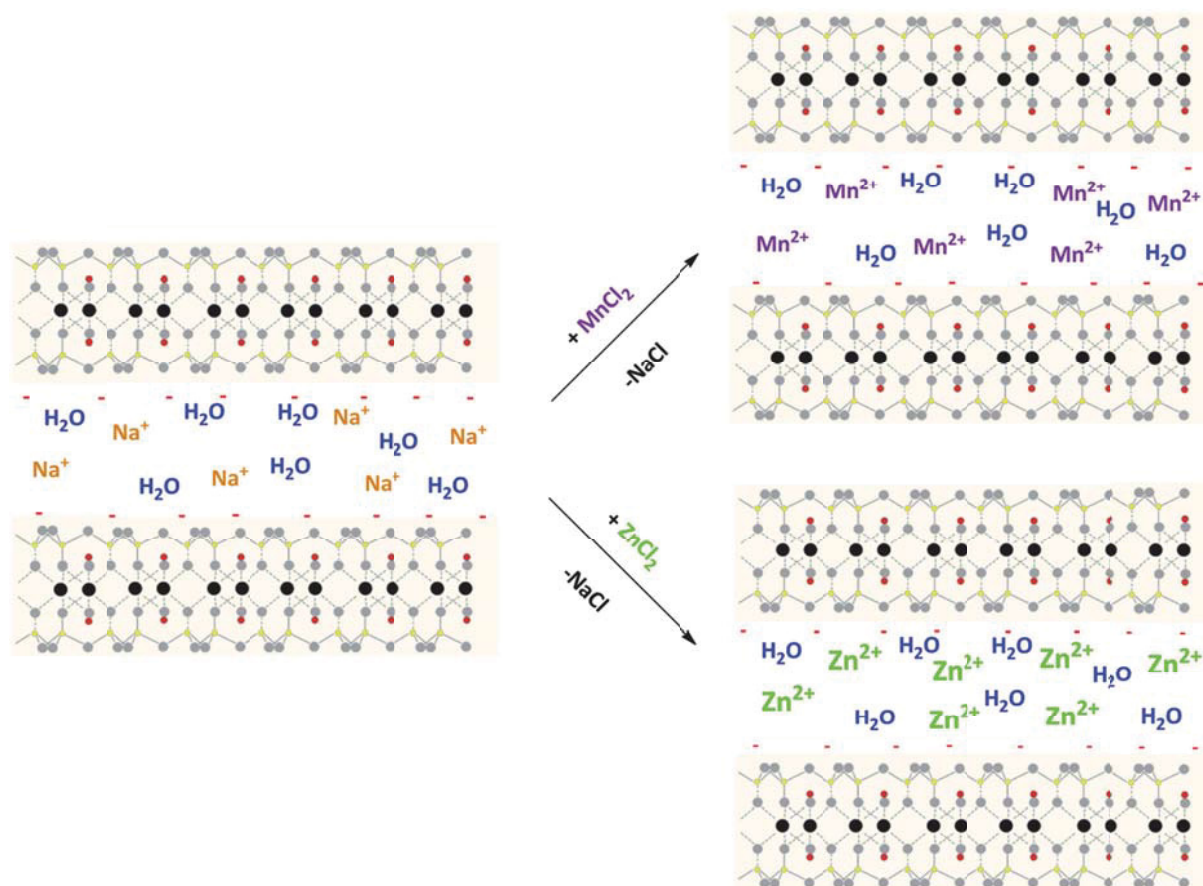 H₂O Mn²⁺ H₂O H₂O Mn²⁺ H₂O Mn²⁺
Mn²⁺ H₂O Mn²⁺ H₂O Mn²⁺ H₂O
+ MnCl₂
-NaCl
H₂O Na⁺ H₂O H₂O Na⁺ H₂O Na⁺
Na⁺ H₂O Na⁺ H₂O Na⁺ H₂O
+ ZnCl₂
-NaCl
H₂O Zn²⁺ H₂O Zn²⁺ H₂O Zn²⁺ H₂O Zn²⁺
Zn²⁺ H₂O Zn²⁺ H₂O Zn²⁺ H₂O